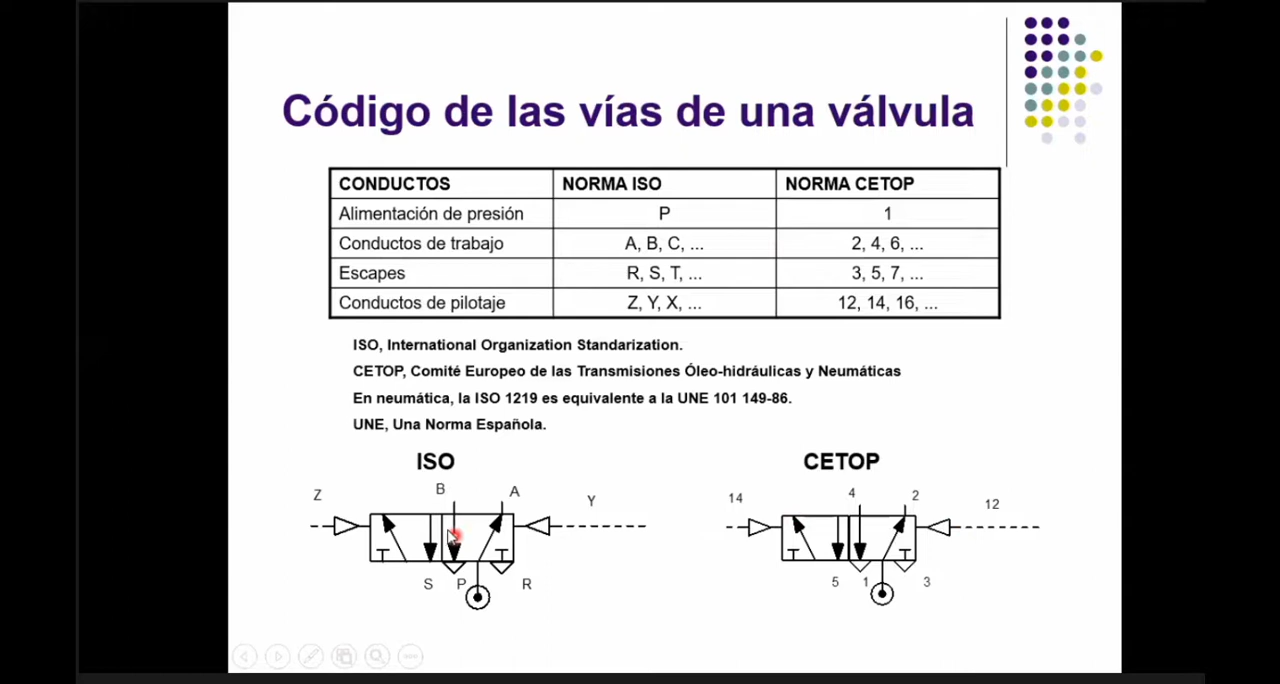 Código de las vías de una válvula
CONDUCTOS NORMA ISO NORMA CETOP
Alimentación de presión P 1
Conductos de trabajo A, B, C, ... 2, 4, 6, ...
Escapes R, S, T, ... 3, 5, 7, ...
Conductos de pilotaje Z, Y, X, ... 12, 14, 16, ...
ISO, International Organization Standarization.
CETOP, Comité Europeo de las Transmisiones Óleo-hidráulicas y Neumáticas
En neumática, la ISO 1219 es equivalente a la UNE 101 149-86.
UNE, Una Norma Española.
ISO CETOP
Z B A Y 14 4 2 12
S P R 5 1 3